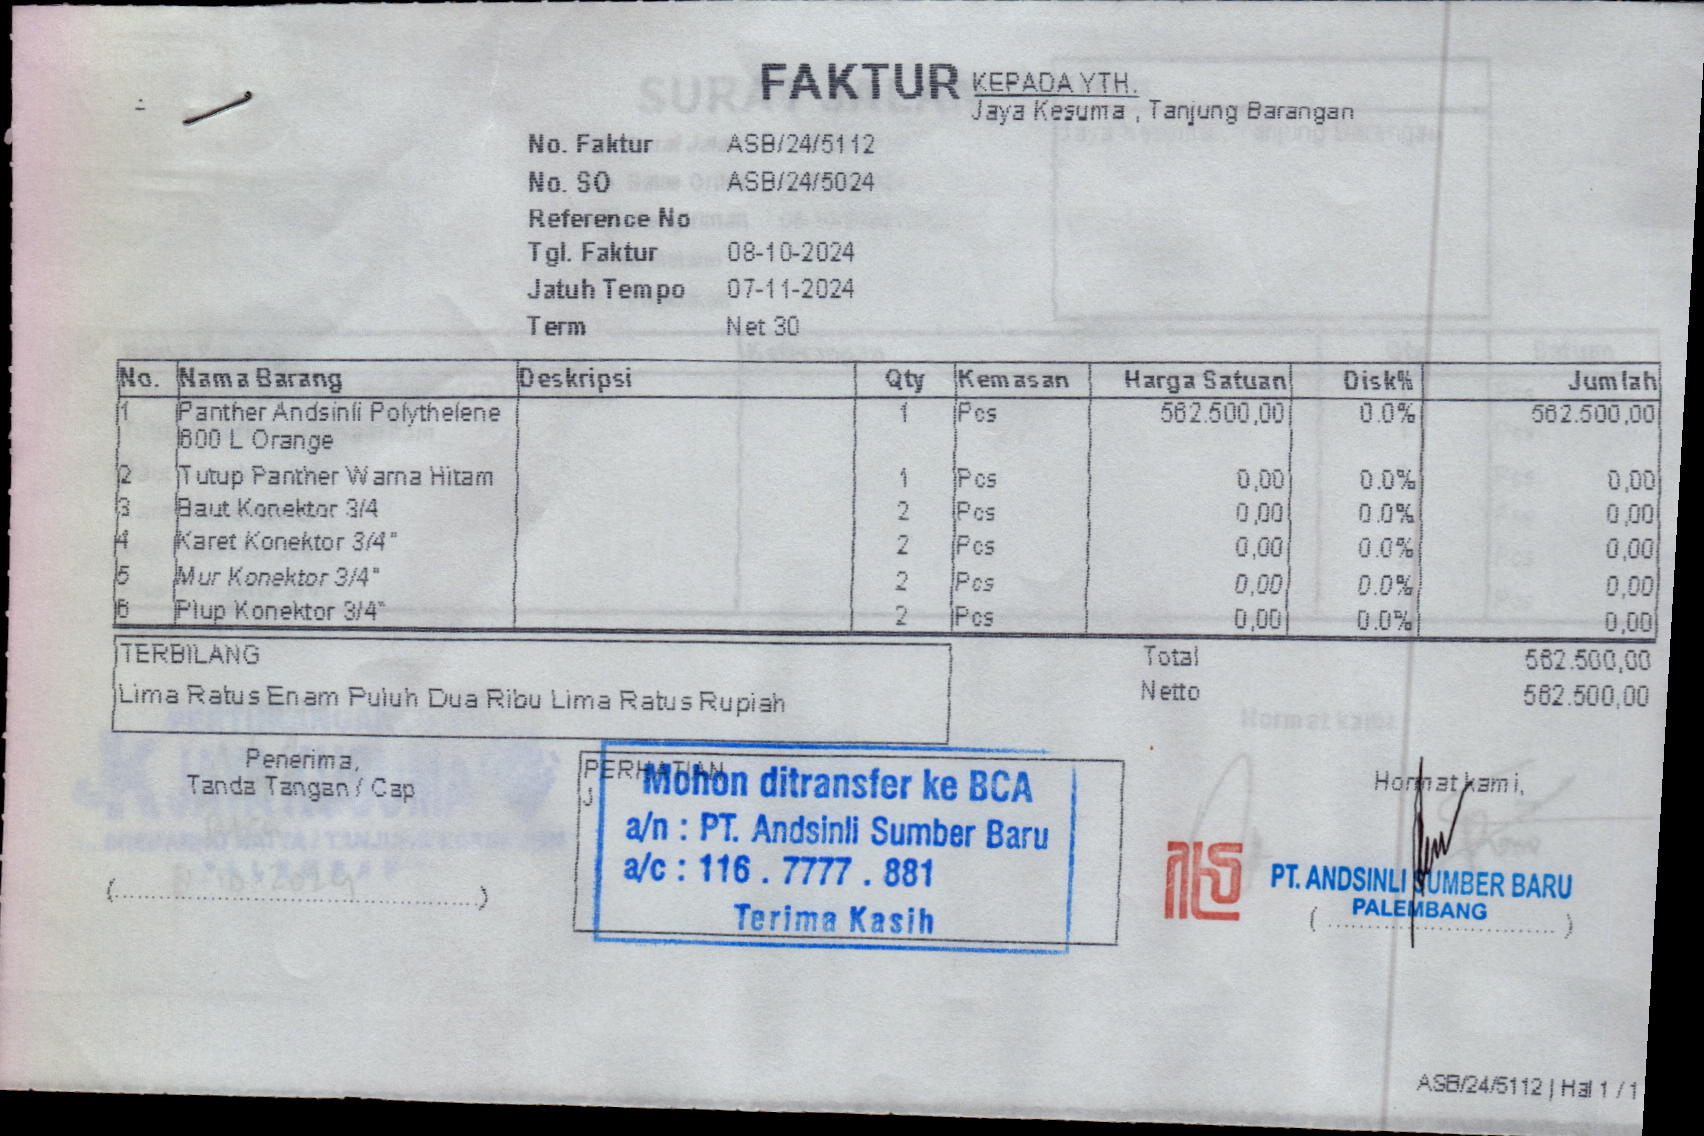 FAKTUR
KEPADA YTH.
Jaya Kesuma , Tanjung Barangan
No. Faktur ASB/24/5112
No. SO ASB/24/5024
Reference No
Tgl. Faktur 08-10-2024
Jatuh Tempo 07-11-2024
Term Net 30
No. Nama Barang Deskripsi Qty Kemasan Harga Satuan Disk% Jumlah
1 Panther Andsinli Polythelene 1 Pcs 562.500,00 0.0% 562.500,00
600 L Orange
2 Tutup Panther Warna Hitam 1 Pcs 0,00 0.0% 0,00
3 Baut Konektor 3/4 2 Pcs 0,00 0.0% 0,00
4 Karet Konektor 3/4" 2 Pcs 0,00 0.0% 0,00
5 Mur Konektor 3/4" 2 Pcs 0,00 0.0% 0,00
6 Plup Konektor 3/4" 2 Pcs 0,00 0.0% 0,00
TERBILANG
Lima Ratus Enam Puluh Dua Ribu Lima Ratus Rupiah
Total 562.500,00
Netto 562.500,00
Penerima,
Tanda Tangan / Cap
(........................................)
PERHATIAN
Mohon ditransfer ke BCA
a/n : PT. Andsinli Sumber Baru
a/c : 116 . 7777 . 881
Terima Kasih
Hormat kami,
PT. ANDSINLI SUMBER BARU
PALEMBANG
(........................................)
ASB/24/5112 | Hal 1 / 1